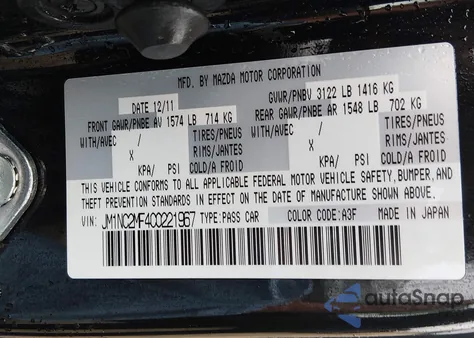 MFD. BY MAZDA MOTOR CORPORATION
DATE 12/11 GVWR/PNBV 3122 LB 1416 KG
FRONT GAWR/PNBE AV 1574 LB 714 KG REAR GAWR/PNBE AR 1548 LB 702 KG
WITH/AVEC / TIRES/PNEUS WITH/AVEC / TIRES/PNEUS
X RIMS/JANTES X RIMS/JANTES
KPA/ PSI COLD/A FROID KPA/ PSI COLD/A FROID
THIS VEHICLE CONFORMS TO ALL APPLICABLE FEDERAL MOTOR VEHICLE SAFETY, BUMPER, AND
THEFT PREVENTION STANDARDS IN EFFECT ON THE DATE OF MANUFACTURE SHOWN ABOVE.
VIN: JM1NC2MF4C0221967 TYPE:PASS CAR COLOR CODE: A3F MADE IN JAPAN
autoSnap